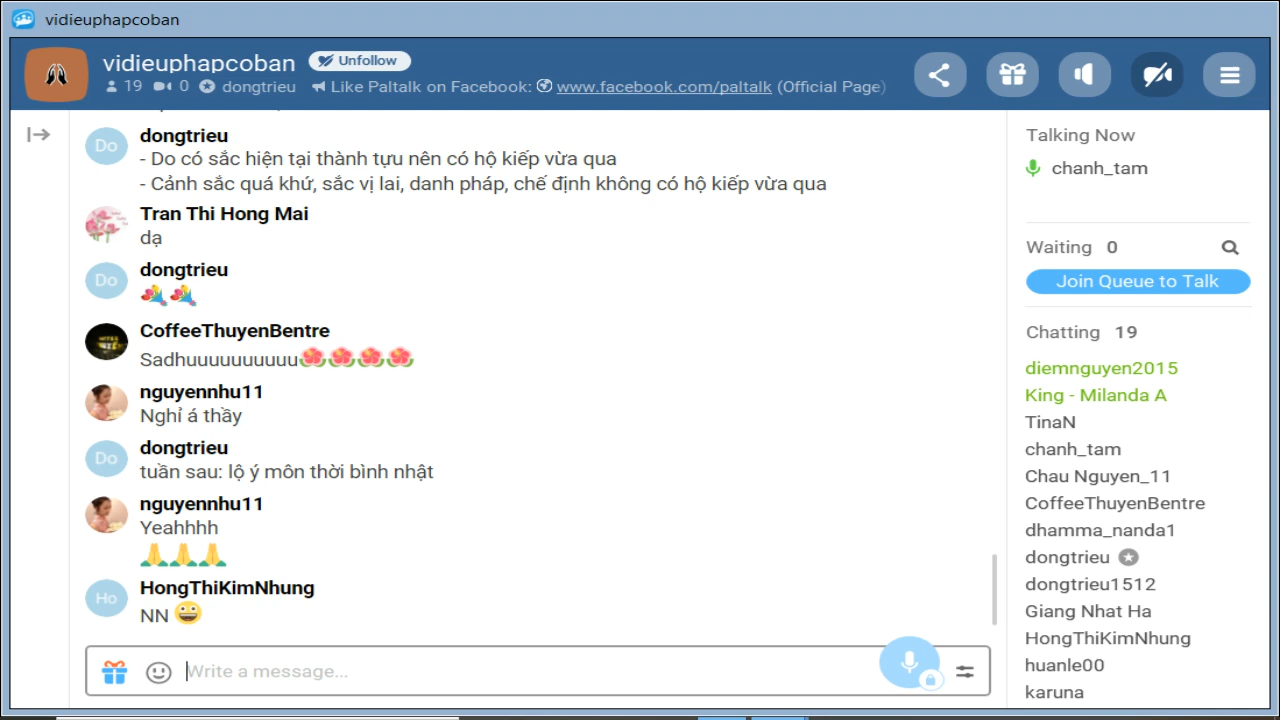 vidieuphapcoban
vidieuphapcoban Unfollow
19 0 dongtrieu Like Paltalk on Facebook: www.facebook.com/paltalk (Official Page)
Do dongtrieu
- Do có sắc hiện tại thành tựu nên có hộ kiếp vừa qua
- Cảnh sắc quá khứ, sắc vị lai, danh pháp, chế định không có hộ kiếp vừa qua
Tran Thi Hong Mai
dạ
Do dongtrieu
CoffeeThuyenBentre
Sadhuuuuuuuuuu
nguyennhu11
Nghỉ á thầy
Do dongtrieu
tuần sau: lộ ý môn thời bình nhật
nguyennhu11
Yeahhhh
Ho HongThiKimNhung
NN
Write a message...
Talking Now
chanh_tam
Waiting 0
Join Queue to Talk
Chatting 19
diemnguyen2015
King - Milanda A
TinaN
chanh_tam
Chau Nguyen_11
CoffeeThuyenBentre
dhamma_nanda1
dongtrieu
dongtrieu1512
Giang Nhat Ha
HongThiKimNhung
huanle00
karuna